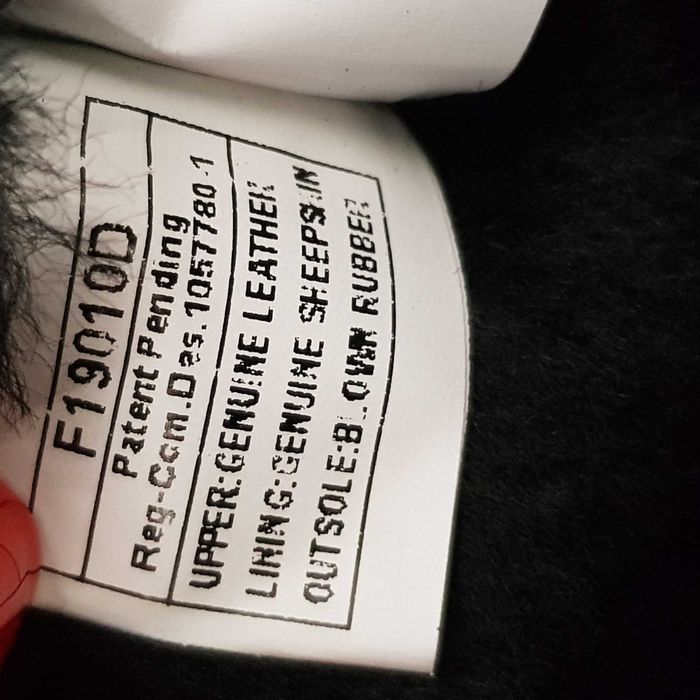 F19010D
Patent Pending
Reg-Com.Des.1057780-1
UPPER:GENUINE LEATHER
LINING:GENUINE SHEEPSKIN
OUTSOLE:BLOWN RUBBER